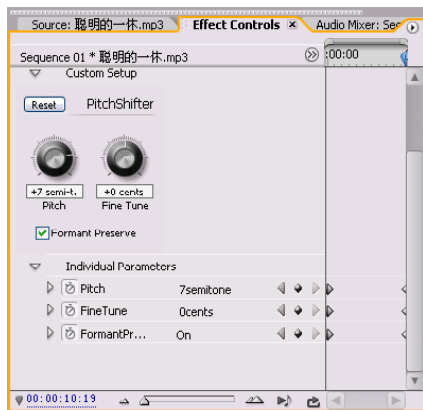 Source: 聪明的一休.mp3 Effect Controls Audio Mixer: Sec
Sequence 01 * 聪明的一休.mp3 :00:00
Custom Setup
Reset PitchShifter
+7 semi-t. +0 cents
Pitch Fine Tune
Formant Preserve
Individual Parameters
Pitch 7semitone
FineTune 0cents
FormantPr... On
00:00:10:19